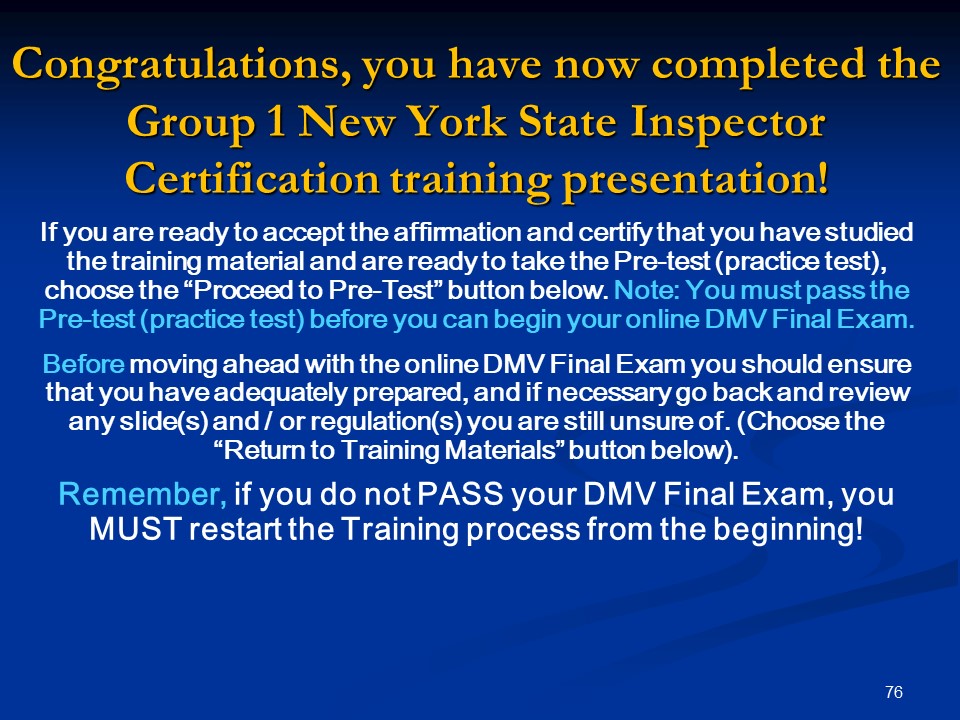 Congratulations, you have now completed the
Group 1 New York State Inspector
Certification training presentation!
If you are ready to accept the affirmation and certify that you have studied
the training material and are ready to take the Pre-test (practice test),
choose the “Proceed to Pre-Test” button below. Note: You must pass the
Pre-test (practice test) before you can begin your online DMV Final Exam.
Before moving ahead with the online DMV Final Exam you should ensure
that you have adequately prepared, and if necessary go back and review
any slide(s) and / or regulation(s) you are still unsure of. (Choose the
“Return to Training Materials” button below).
Remember, if you do not PASS your DMV Final Exam, you
MUST restart the Training process from the beginning!
76